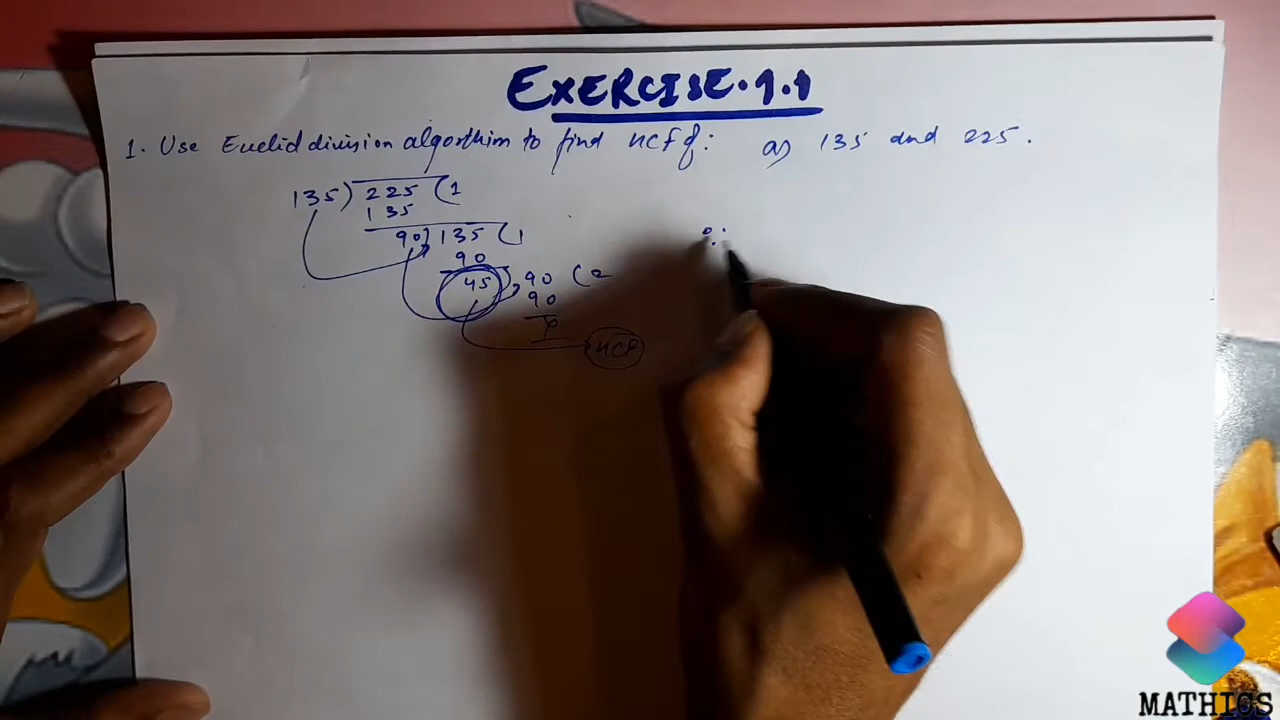 EXERCISE.1.1
1. Use Euclid division algorthim to find HCF of: a) 135 and 225.
135) 225 (1
135
90) 135 (1
90
45) 90 (2
90
HCF
∵
MATHICS